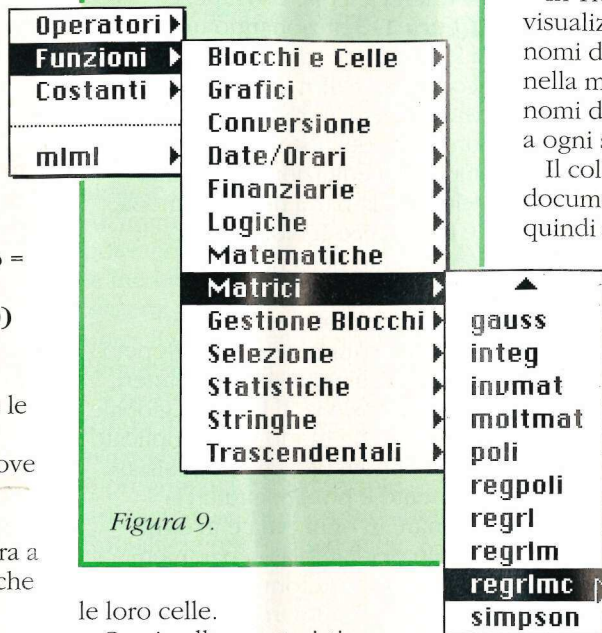 Operatori
Funzioni
Costanti
mlml
Blocchi e Celle
Grafici
Conversione
Date/Orari
Finanziarie
Logiche
Matematiche
Matrici
Gestione Blocchi
Selezione
Statistiche
Stringhe
Trascendentali
gauss
integ
invmat
moltmat
poli
regpoli
regrl
regrlm
regrlmc
simpson
Figura 9.
=
)
le
ove
ra a
che
le loro celle.
nomi d
nella m
nomi d
a ogni
Il col
docum
quindi